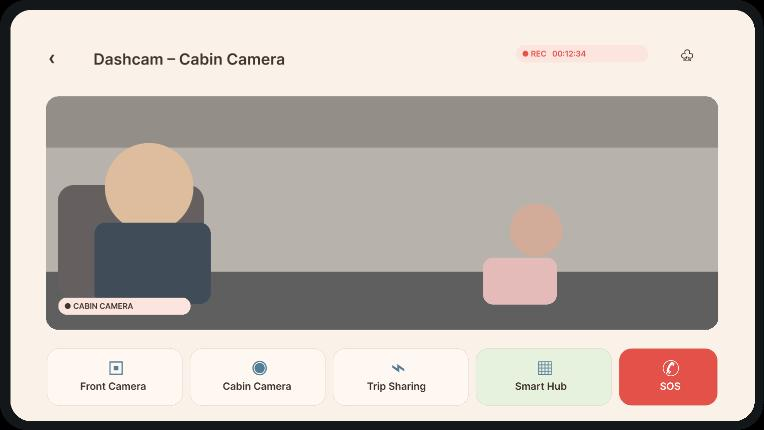 Dashcam – Cabin Camera
REC 00:12:34
CABIN CAMERA
Front Camera
Cabin Camera
Trip Sharing
Smart Hub
SOS